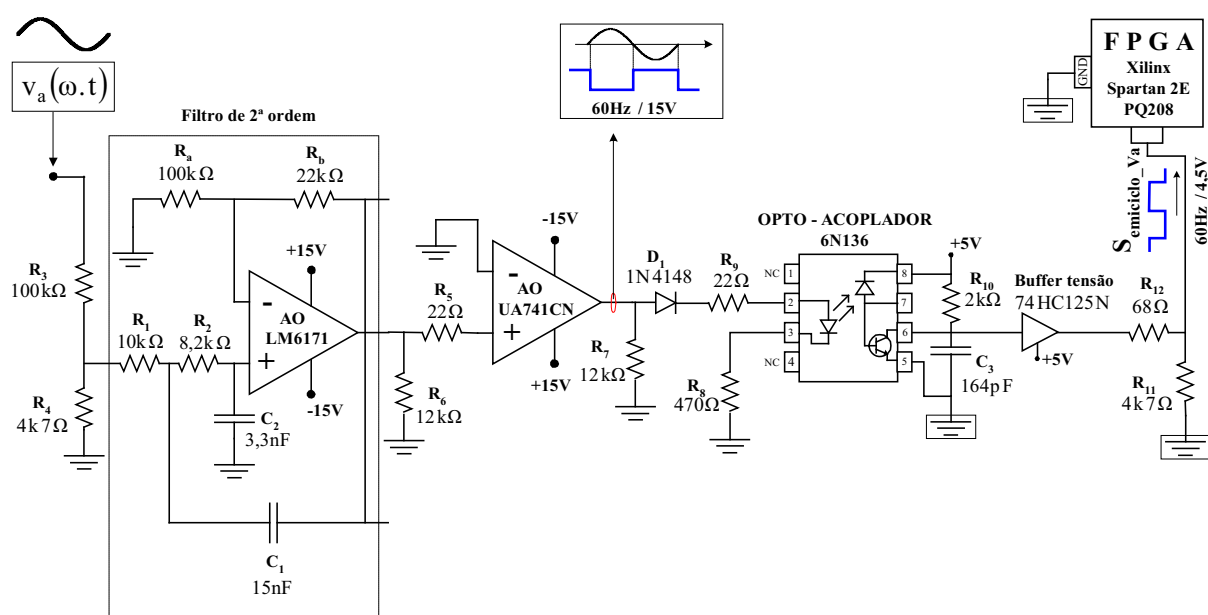 vₐ(ω.t)
Filtro de 2ª ordem
Rₐ
100kΩ
R_b
22kΩ
R₃
100kΩ
R₄
4k7Ω
R₁
10kΩ
R₂
8,2kΩ
+15V
-
AO
LM6171
+
-15V
C₂
3,3nF
C₁
15nF
R₆
12kΩ
R₅
22Ω
-15V
-
AO
UA741CN
+
+15V
60Hz / 15V
R₇
12kΩ
D₁
1N4148
R₉
22Ω
R₈
470Ω
OPTO - ACOPLADOR
6N136
NC 1
2
3
NC 4
8
7
6
5
+5V
R₁₀
2kΩ
C₃
164pF
Buffer tensão
74HC125N
+5V
R₁₂
68Ω
R₁₁
4k7Ω
Semiciclo_Va
60Hz / 4,5V
GND
FPGA
Xilinx
Spartan 2E
PQ208